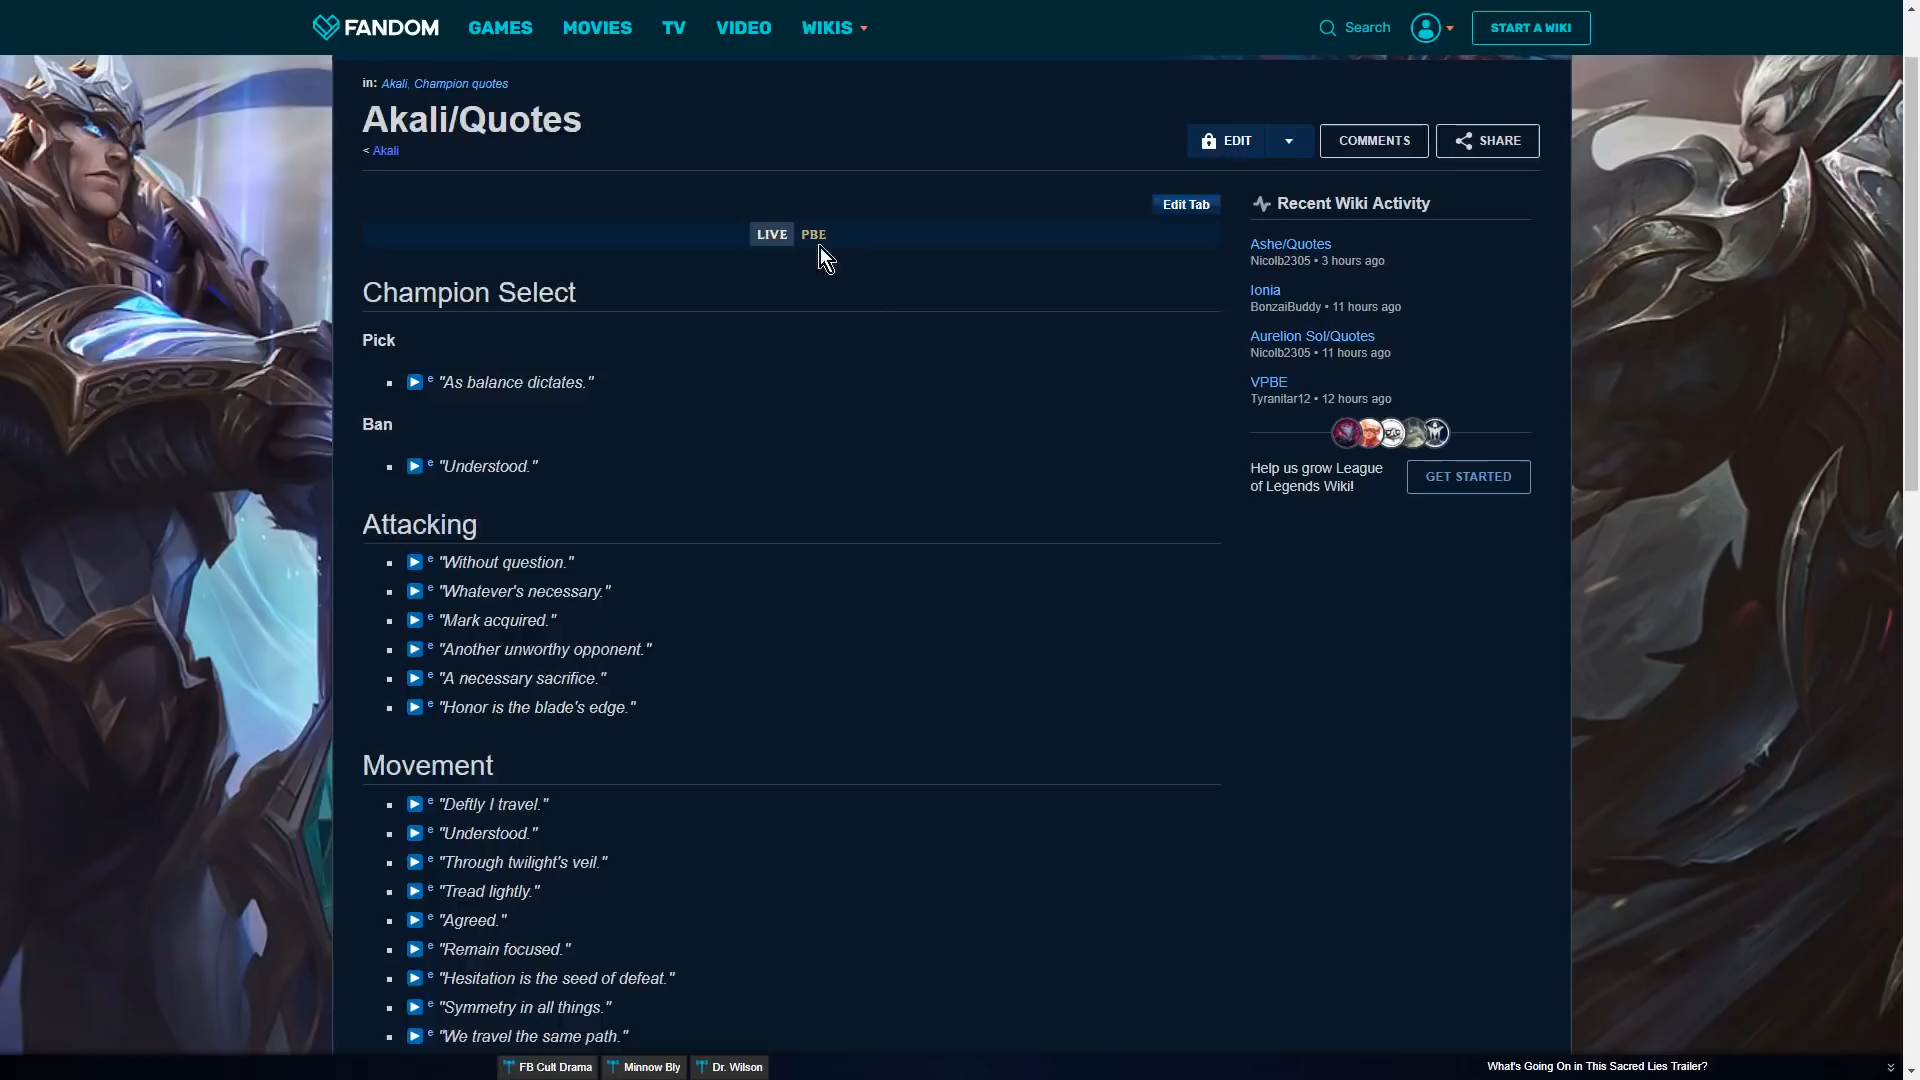 FANDOM GAMES MOVIES TV VIDEO WIKIS Search START A WIKI
in: Akali, Champion quotes
Akali/Quotes
< Akali
EDIT COMMENTS SHARE
Edit Tab
LIVE PBE
Champion Select
Pick
e "As balance dictates."
Ban
e "Understood."
Attacking
e "Without question."
e "Whatever's necessary."
e "Mark acquired."
e "Another unworthy opponent."
e "A necessary sacrifice."
e "Honor is the blade's edge."
Movement
e "Deftly I travel."
e "Understood."
e "Through twilight's veil."
e "Tread lightly."
e "Agreed."
e "Remain focused."
e "Hesitation is the seed of defeat."
e "Symmetry in all things."
e "We travel the same path."
Recent Wiki Activity
Ashe/Quotes
Nicolb2305 • 3 hours ago
Ionia
BonzaiBuddy • 11 hours ago
Aurelion Sol/Quotes
Nicolb2305 • 11 hours ago
VPBE
Tyranitar12 • 12 hours ago
Help us grow League
of Legends Wiki!
GET STARTED
FB Cult Drama Minnow Bly Dr. Wilson What's Going On in This Sacred Lies Trailer?